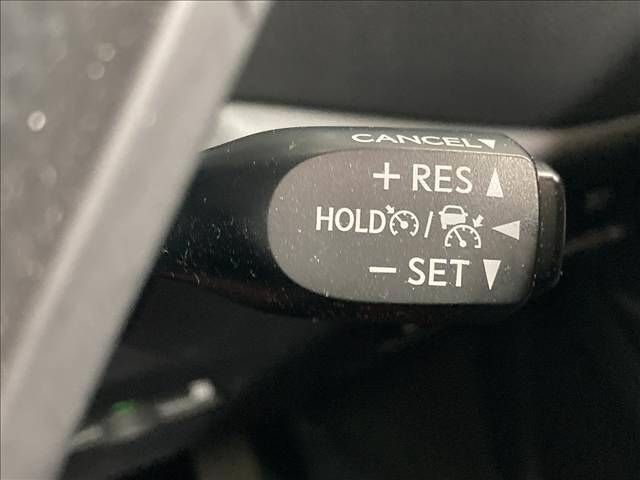 CANCEL▼
+ RES ▲
HOLD / ◀
− SET ▼